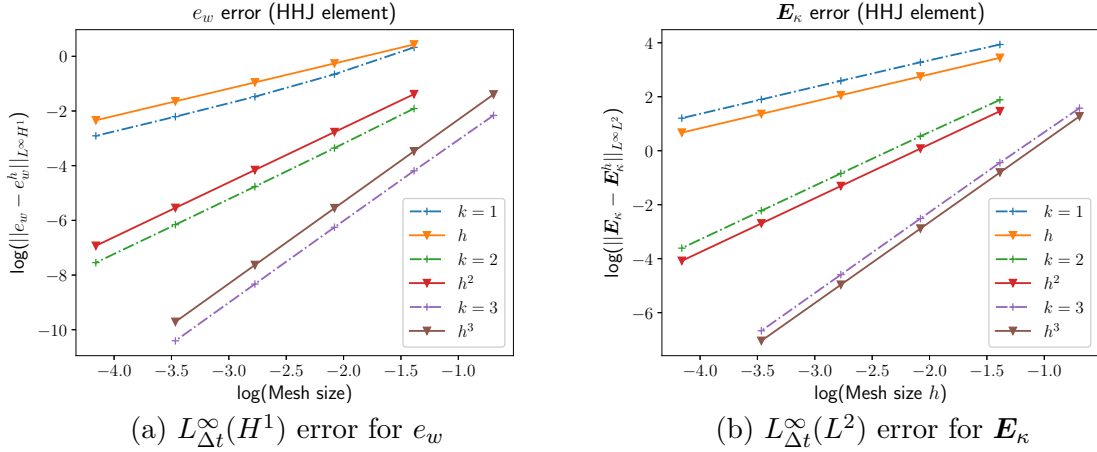 e_w error (HHJ element)
log(||e_w − e_w^h||_{L^∞H^1})
0
−2
−4
−6
−8
−10
k = 1
h
k = 2
h^2
k = 3
h^3
−4.0 −3.5 −3.0 −2.5 −2.0 −1.5 −1.0
log(Mesh size)
(a) L^∞_{Δt}(H^1) error for e_w
E_κ error (HHJ element)
log(||E_κ − E_κ^h||_{L^∞L^2})
4
2
0
−2
−4
−6
k = 1
h
k = 2
h^2
k = 3
h^3
−4.0 −3.5 −3.0 −2.5 −2.0 −1.5 −1.0
log(Mesh size h)
(b) L^∞_{Δt}(L^2) error for E_κ